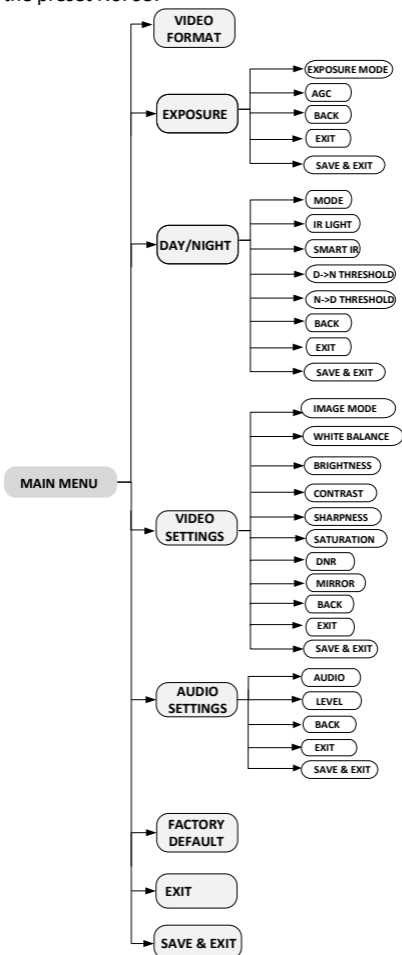 VIDEO
FORMAT
EXPOSURE
EXPOSURE MODE
AGC
BACK
EXIT
SAVE & EXIT
DAY/NIGHT
MODE
IR LIGHT
SMART IR
D->N THRESHOLD
N->D THRESHOLD
BACK
EXIT
SAVE & EXIT
MAIN MENU
VIDEO
SETTINGS
IMAGE MODE
WHITE BALANCE
BRIGHTNESS
CONTRAST
SHARPNESS
SATURATION
DNR
MIRROR
BACK
EXIT
SAVE & EXIT
AUDIO
SETTINGS
AUDIO
LEVEL
BACK
EXIT
SAVE & EXIT
FACTORY
DEFAULT
EXIT
SAVE & EXIT